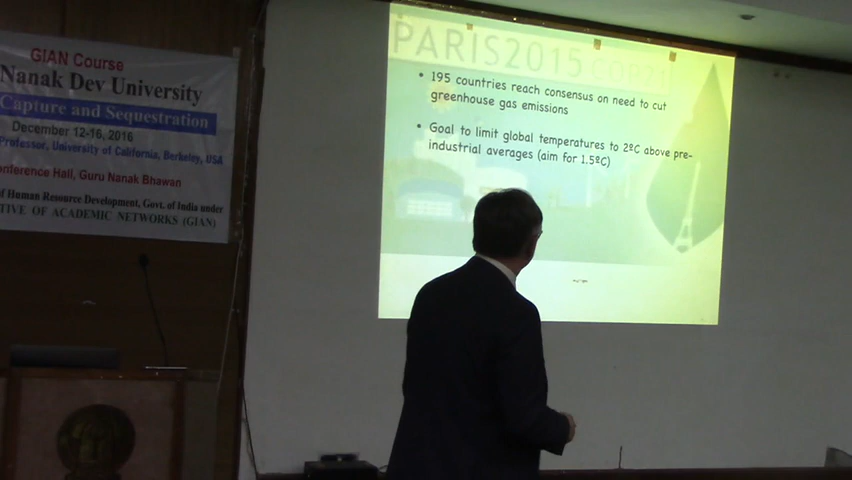 GIAN Course
Nanak Dev University
Capture and Sequestration
December 12-16, 2016
Professor, University of California, Berkeley, USA
Conference Hall, Guru Nanak Bhawan
of Human Resource Development, Govt. of India under
TIVE OF ACADEMIC NETWORKS (GIAN)
PARIS2015 COP21
• 195 countries reach consensus on need to cut
greenhouse gas emissions
• Goal to limit global temperatures to 2ºC above pre-
industrial averages (aim for 1.5ºC)